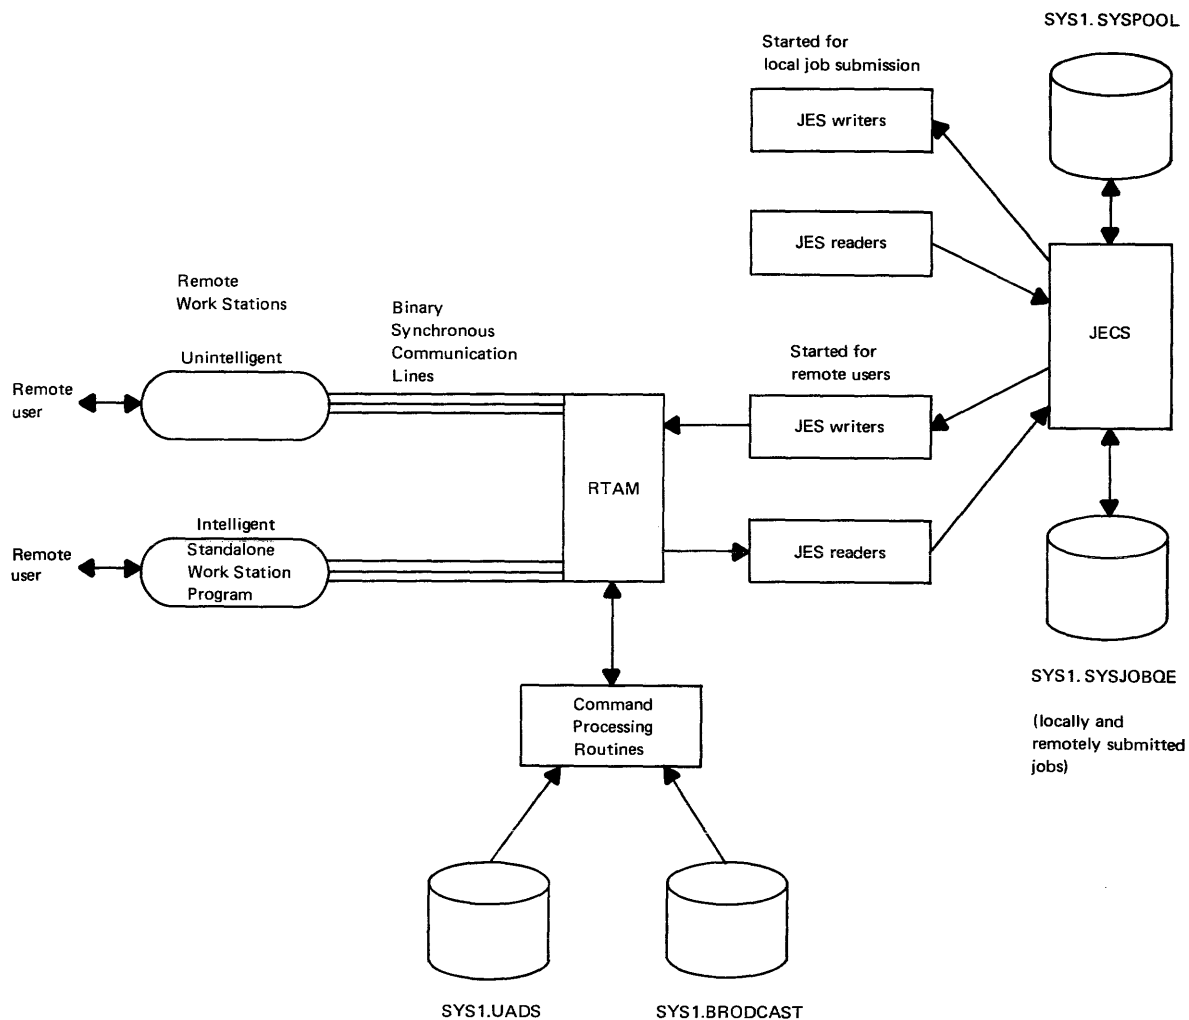 SYS1. SYSPOOL
Started for
local job submission
JES writers
JES readers
Remote
Work Stations
Binary
Synchronous
Communication
Lines
Unintelligent
Remote
user
JECS
Started for
remote users
JES writers
RTAM
Intelligent
Standalone
Work Station
Program
Remote
user
JES readers
SYS1. SYSJOBQE
(locally and
remotely submitted
jobs)
Command
Processing
Routines
SYS1.UADS
SYS1.BRODCAST